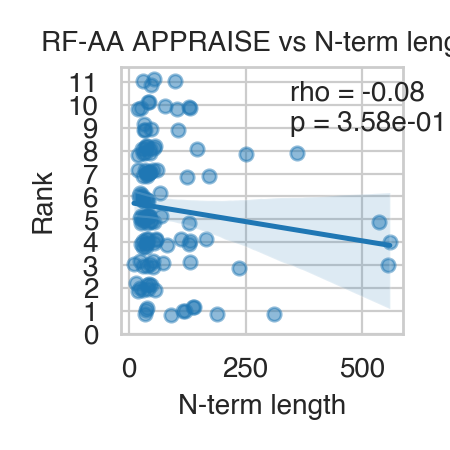 RF-AA APPRAISE vs N-term leng
rho = -0.08
p = 3.58e-01
11
10
9
8
7
6
5
4
3
2
1
0
Rank
0 250 500
N-term length